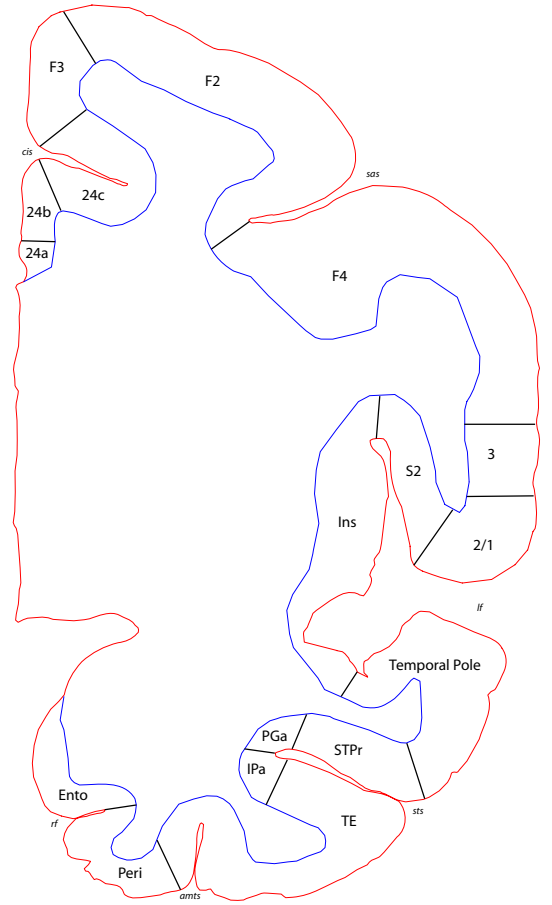 F3
F2
cis
sas
24c
24b
24a
F4
3
S2
Ins
2/1
lf
Temporal Pole
PGa
STPr
IPa
Ento
sts
rf
TE
Peri
amts